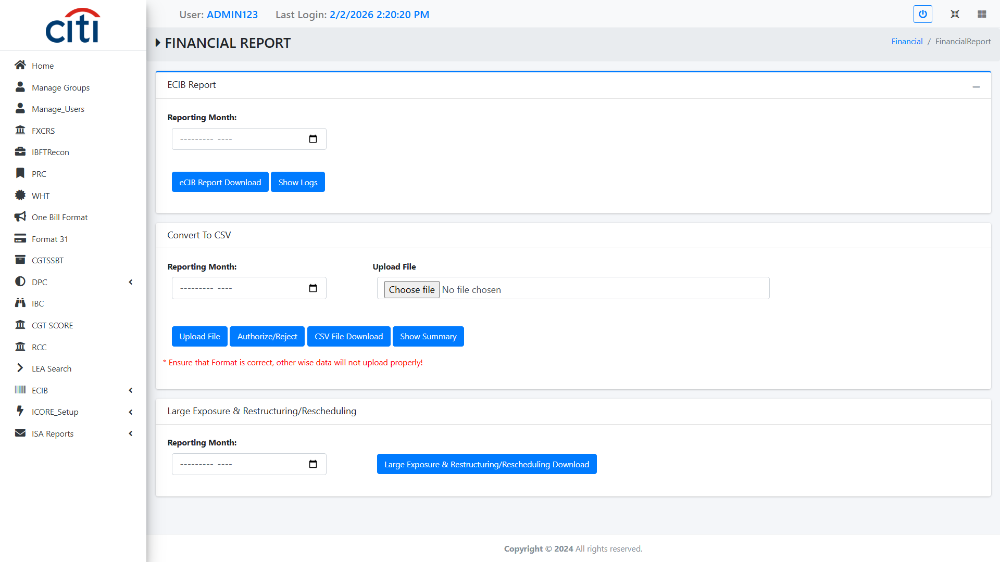 citi
User: ADMIN123 Last Login: 2/2/2026 2:20:20 PM
FINANCIAL REPORT
Financial / FinancialReport
Home
Manage Groups
Manage_Users
FXCRS
IBFTRecon
PRC
WHT
One Bill Format
Format 31
CGTSSBT
DPC
IBC
CGT SCORE
RCC
LEA Search
ECIB
ICORE_Setup
ISA Reports
ECIB Report
Reporting Month:
--------- ----
eCIB Report Download Show Logs
Convert To CSV
Reporting Month: Upload File
--------- ---- Choose file No file chosen
Upload File Authorize/Reject CSV File Download Show Summary
* Ensure that Format is correct, other wise data will not upload properly!
Large Exposure & Restructuring/Rescheduling
Reporting Month:
--------- ---- Large Exposure & Restructuring/Rescheduling Download
Copyright © 2024 All rights reserved.